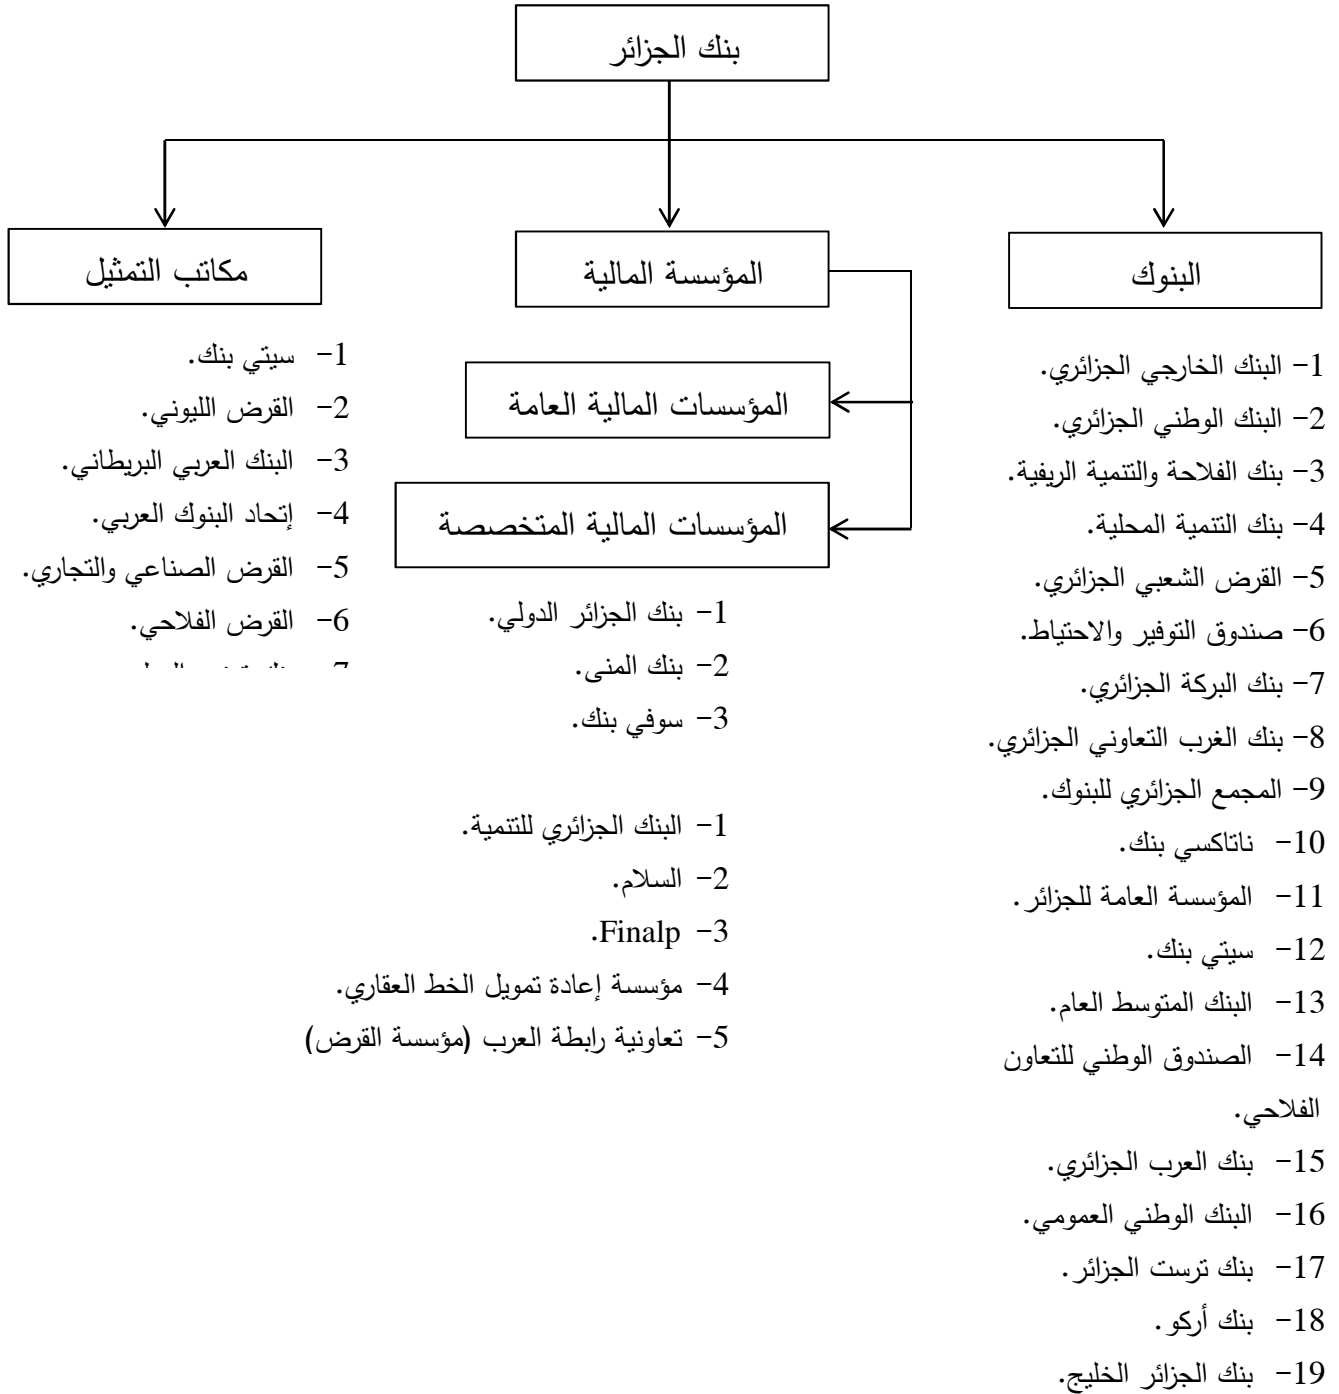 بنك الجزائر
البنوك
المؤسسة المالية
مكاتب التمثيل
1- البنك الخارجي الجزائري.
2- البنك الوطني الجزائري.
3- بنك الفلاحة والتنمية الريفية.
4- بنك التنمية المحلية.
5- القرض الشعبي الجزائري.
6- صندوق التوفير والاحتياط.
7- بنك البركة الجزائري.
8- بنك الغرب التعاوني الجزائري.
9- المجمع الجزائري للبنوك.
10- ناتاكسي بنك.
11- المؤسسة العامة للجزائر.
12- سيتي بنك.
13- البنك المتوسط العام.
14- الصندوق الوطني للتعاون
الفلاحي.
15- بنك العرب الجزائري.
16- البنك الوطني العمومي.
17- بنك ترست الجزائر.
18- بنك أركو.
19- بنك الجزائر الخليج.
المؤسسات المالية العامة
المؤسسات المالية المتخصصة
1- بنك الجزائر الدولي.
2- بنك المنى.
3- سوفي بنك.
1- البنك الجزائري للتنمية.
2- السلام.
3- Finalp.
4- مؤسسة إعادة تمويل الخط العقاري.
5- تعاونية رابطة العرب (مؤسسة القرض)
1- سيتي بنك.
2- القرض الليوني.
3- البنك العربي البريطاني.
4- إتحاد البنوك العربي.
5- القرض الصناعي والتجاري.
6- القرض الفلاحي.